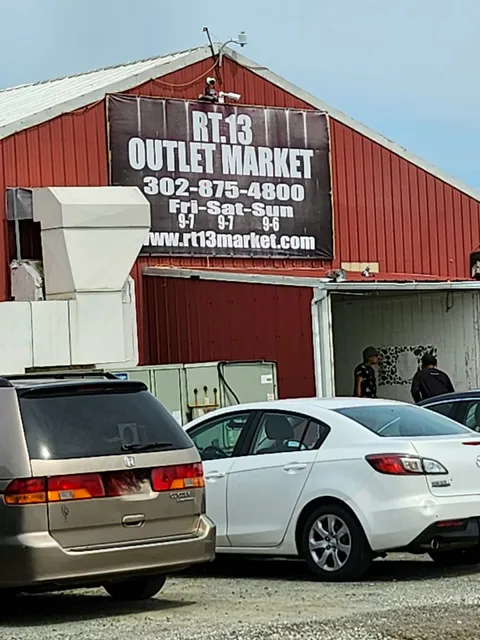 RT.13
OUTLET MARKET
302-875-4800
Fri-Sat-Sun
9-7 9-7 9-6
www.rt13market.com